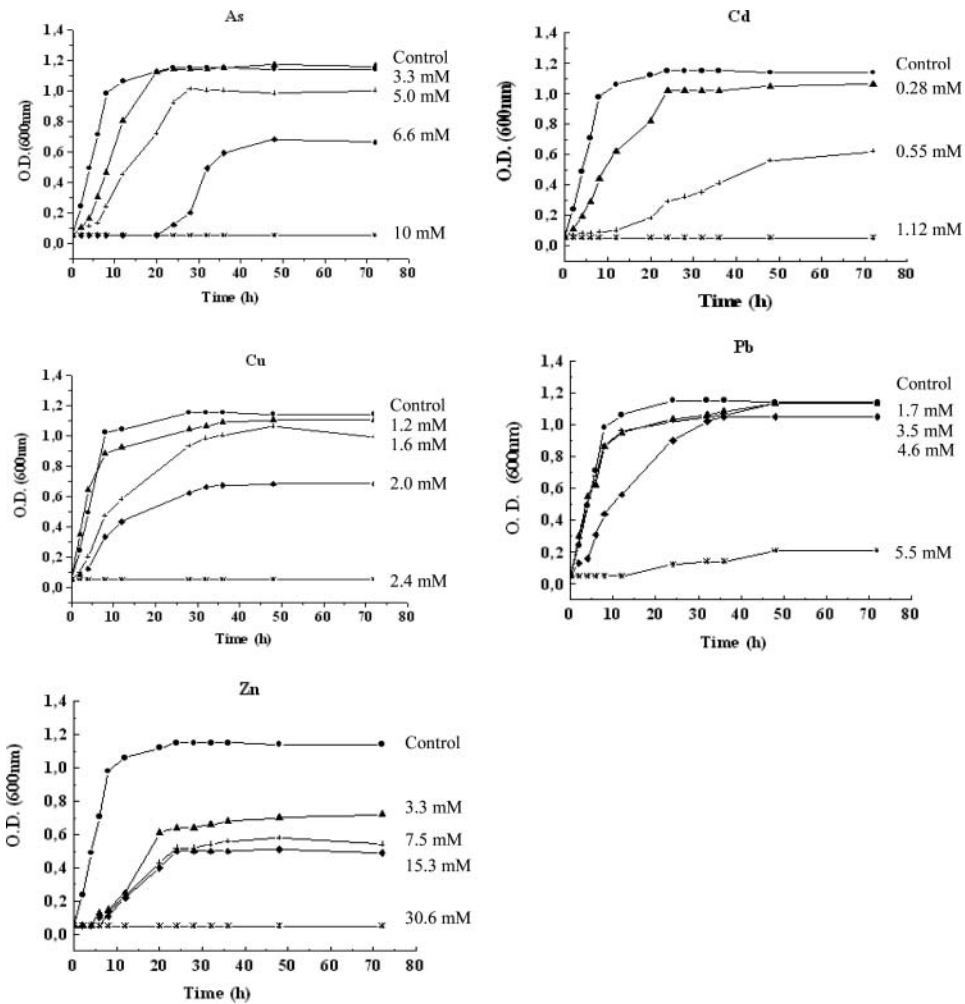 As
1,4
1,2
1,0
0,8
0,6
0,4
0,2
0,0
O.D. (600nm)
0 10 20 30 40 50 60 70 80
Time (h)
Control
3.3 mM
5.0 mM
6.6 mM
10 mM
Cd
1,4
1,2
1,0
0,8
0,6
0,4
0,2
0,0
O.D. (600nm)
0 10 20 30 40 50 60 70 80
Time (h)
Control
0.28 mM
0.55 mM
1.12 mM
Cu
1,4
1,2
1,0
0,8
0,6
0,4
0,2
0,0
O.D. (600nm)
0 10 20 30 40 50 60 70 80
Time (h)
Control
1.2 mM
1.6 mM
2.0 mM
2.4 mM
Pb
1,4
1,2
1,0
0,8
0,6
0,4
0,2
0,0
O. D. (600nm)
0 10 20 30 40 50 60 70 80
Time (h)
Control
1.7 mM
3.5 mM
4.6 mM
5.5 mM
Zn
1,4
1,2
1,0
0,8
0,6
0,4
0,2
0,0
O.D. (600nm)
0 10 20 30 40 50 60 70 80
Time (h)
Control
3.3 mM
7.5 mM
15.3 mM
30.6 mM